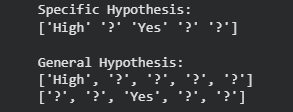 Specific Hypothesis:
['High' '?' 'Yes' '?' '?']
General Hypothesis:
['High', '?', '?', '?', '?']
['?', '?', 'Yes', '?', '?']